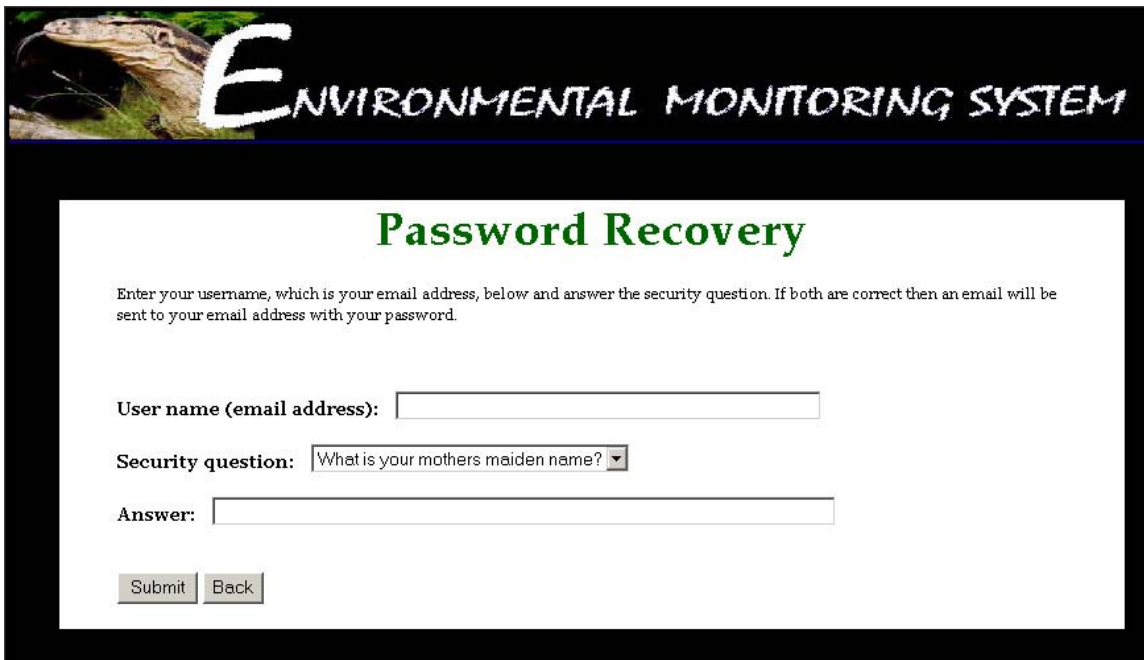 ENVIRONMENTAL MONITORING SYSTEM
Password Recovery
Enter your username, which is your email address, below and answer the security question. If both are correct then an email will be
sent to your email address with your password.
User name (email address):
Security question: What is your mothers maiden name?
Answer:
Submit Back